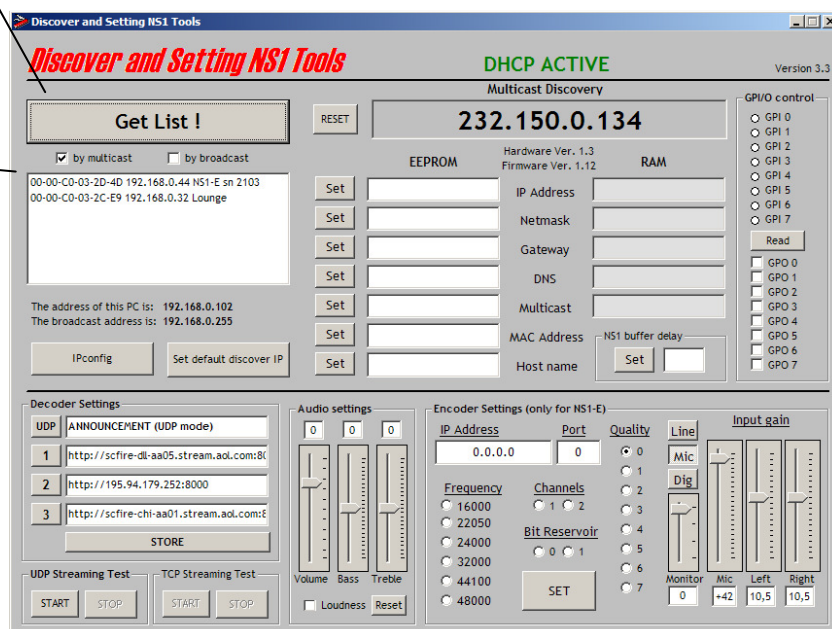 Discover and Setting NS1 Tools
Discover and Setting NS1 Tools
DHCP ACTIVE
Version 3.3
Get List !
by multicast
by broadcast
00-00-C0-03-2D-4D 192.168.0.44 NS1-E sn 2103
00-00-C0-03-2C-E9 192.168.0.32 Lounge
The address of this PC is: 192.168.0.102
The broadcast address is: 192.168.0.255
IPconfig
Set default discover IP
Multicast Discovery
RESET
232.150.0.134
EEPROM
Hardware Ver. 1.3
Firmware Ver. 1.12
RAM
Set
IP Address
Set
Netmask
Set
Gateway
Set
DNS
Set
Multicast
Set
MAC Address
Set
Host name
NS1 buffer delay
Set
GPI/O control
GPI 0
GPI 1
GPI 2
GPI 3
GPI 4
GPI 5
GPI 6
GPI 7
Read
GPO 0
GPO 1
GPO 2
GPO 3
GPO 4
GPO 5
GPO 6
GPO 7
Decoder Settings
UDP ANNOUNCEMENT (UDP mode)
1 http://scfire-dl-aa05.stream.aol.com:80
2 http://195.94.179.252:8000
3 http://scfire-chi-aa01.stream.aol.com:8
STORE
UDP Streaming Test
START
STOP
TCP Streaming Test
START
STOP
Audio settings
0 0 0
Volume Bass Treble
Loudness
Reset
Encoder Settings (only for NS1-E)
IP Address
0.0.0.0
Port
0
Frequency
16000
22050
24000
32000
44100
48000
Channels
1 2
Bit Reservoir
0 1
SET
Quality
0
1
2
3
4
5
6
7
Line
Mic
Dig
Input gain
Monitor Mic Left Right
0 +42 10,5 10,5